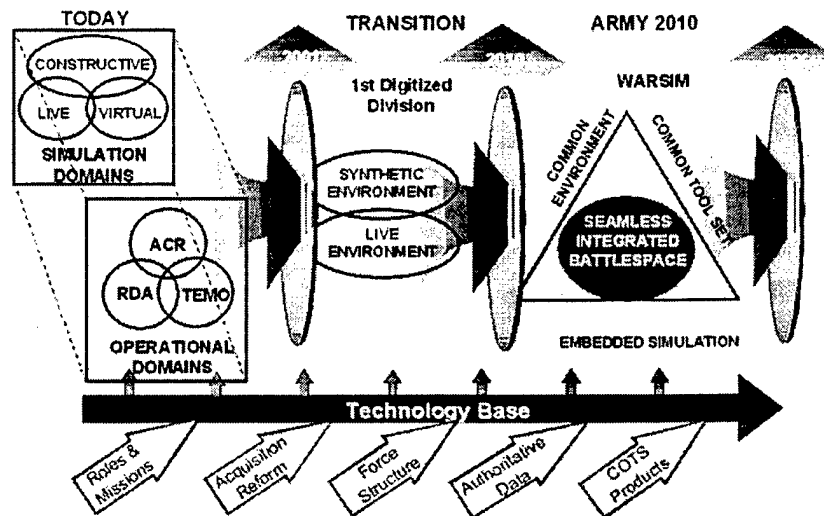 TODAY
TRANSITION
ARMY 2010
CONSTRUCTIVE
LIVE
VIRTUAL
SIMULATION
DOMAINS
ACR
RDA
TEMO
OPERATIONAL
DOMAINS
1st Digitized
Division
SYNTHETIC
ENVIRONMENT
LIVE
ENVIRONMENT
WARSIM
COMMON
ENVIRONMENT
COMMON TOOL SET
SEAMLESS
INTEGRATED
BATTLESPACE
EMBEDDED SIMULATION
Technology Base
Roles &
Missions
Acquisition
Reform
Force
Structure
Authoritative
Data
COTS
Products